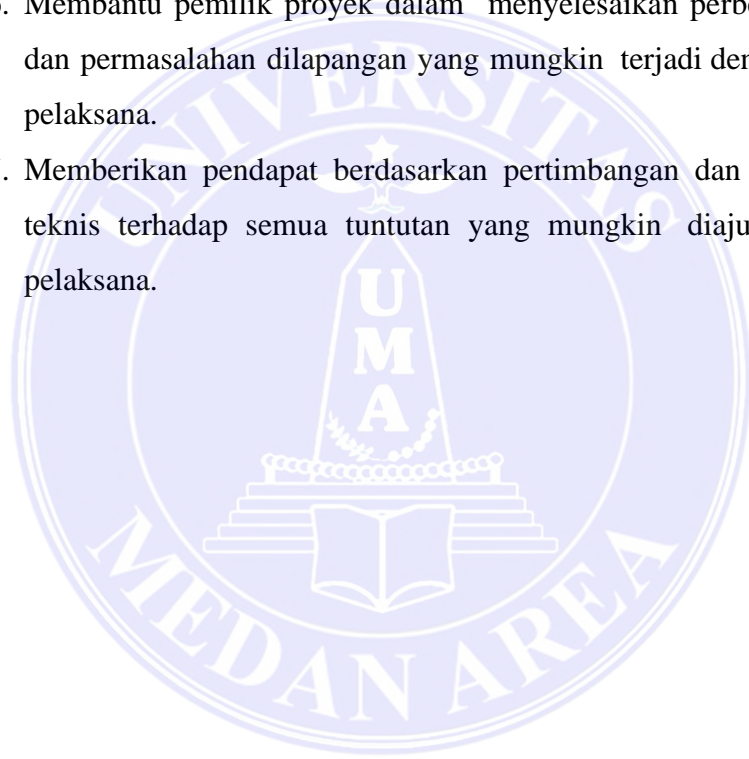 Membantu pemilik proyek dalam menyelesaikan
dan permasalahan dilapangan yang mungkin terjadi
pelaksana.
Memberikan pendapat berdasarkan pertimbangan dan
teknis terhadap semua tuntutan yang mungkin
pelaksana.
UNIVERSITAS
U
M
A
MEDAN AREA